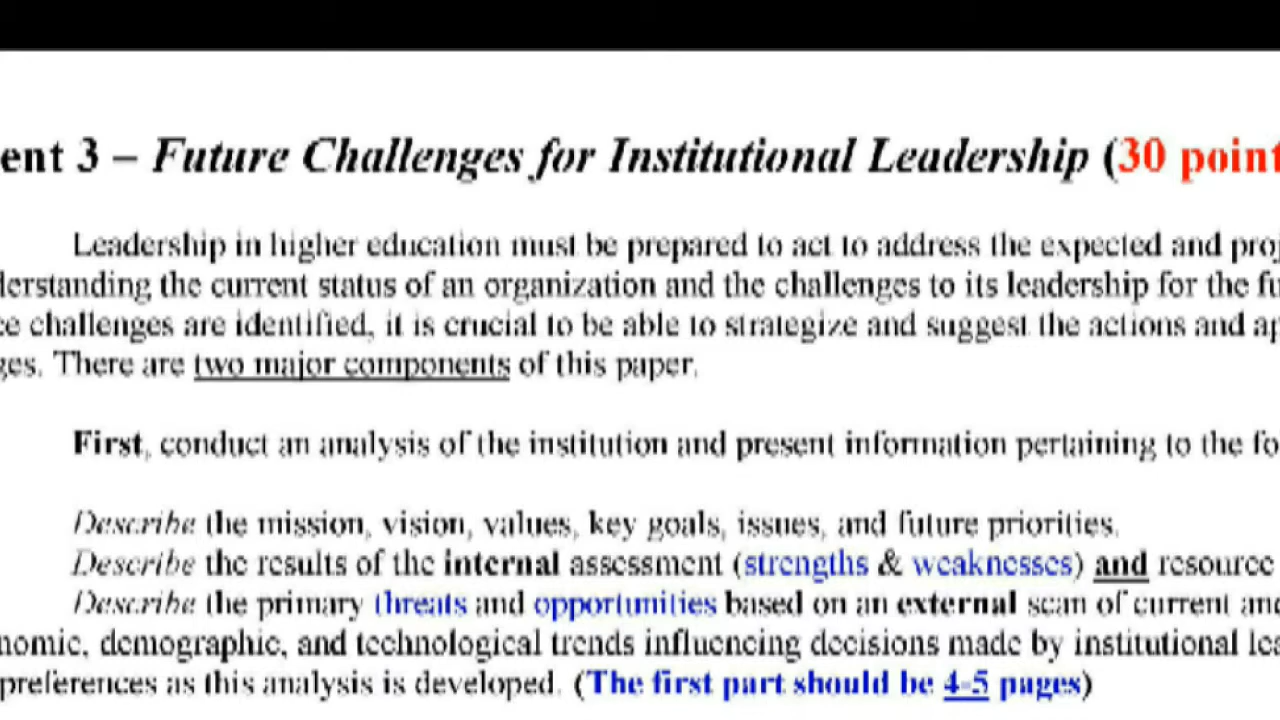 ent 3 – Future Challenges for Institutional Leadership (30 point
Leadership in higher education must be prepared to act to address the expected and proj
derstanding the current status of an organization and the challenges to its leadership for the fu
ce challenges are identified, it is crucial to be able to strategize and suggest the actions and ap
ges. There are two major components of this paper.
First, conduct an analysis of the institution and present information pertaining to the fo
Describe the mission, vision, values, key goals, issues, and future priorities.
Describe the results of the internal assessment (strengths & weaknesses) and resource
Describe the primary threats and opportunities based on an external scan of current and
nomic, demographic, and technological trends influencing decisions made by institutional lea
preferences as this analysis is developed. (The first part should be 4-5 pages)